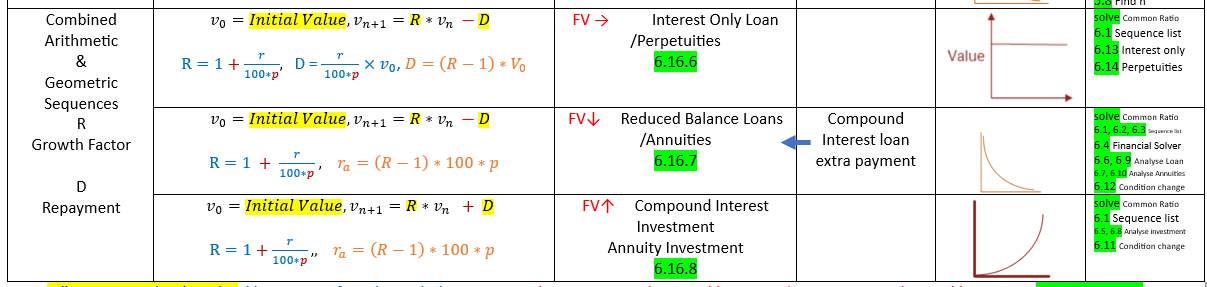 5.8 Find n
Combined
Arithmetic
&
Geometric
Sequences
R
Growth Factor
D
Repayment
v₀ = Initial Value, vₙ₊₁ = R * vₙ − D
R = 1 + r/(100*p), D = r/(100*p) × v₀, D = (R − 1) * V₀
FV → Interest Only Loan
/Perpetuities
6.16.6
Value
solve Common Ratio
6.1 Sequence list
6.13 Interest only
6.14 Perpetuities
v₀ = Initial Value, vₙ₊₁ = R * vₙ − D
R = 1 + r/(100*p), rₐ = (R − 1) * 100 * p
FV↓ Reduced Balance Loans
/Annuities
6.16.7
Compound
Interest loan
extra payment
solve Common Ratio
6.1, 6.2, 6.3 Sequence list
6.4 Financial Solver
6.6, 6.9 Analyse Loan
6.7, 6.10 Analyse Annuities
6.12 Condition change
v₀ = Initial Value, vₙ₊₁ = R * vₙ + D
R = 1 + r/(100*p),, rₐ = (R − 1) * 100 * p
FV↑ Compound Interest
Investment
Annuity Investment
6.16.8
solve Common Ratio
6.1 Sequence list
6.5, 6.8 Analyse investment
6.11 Condition change